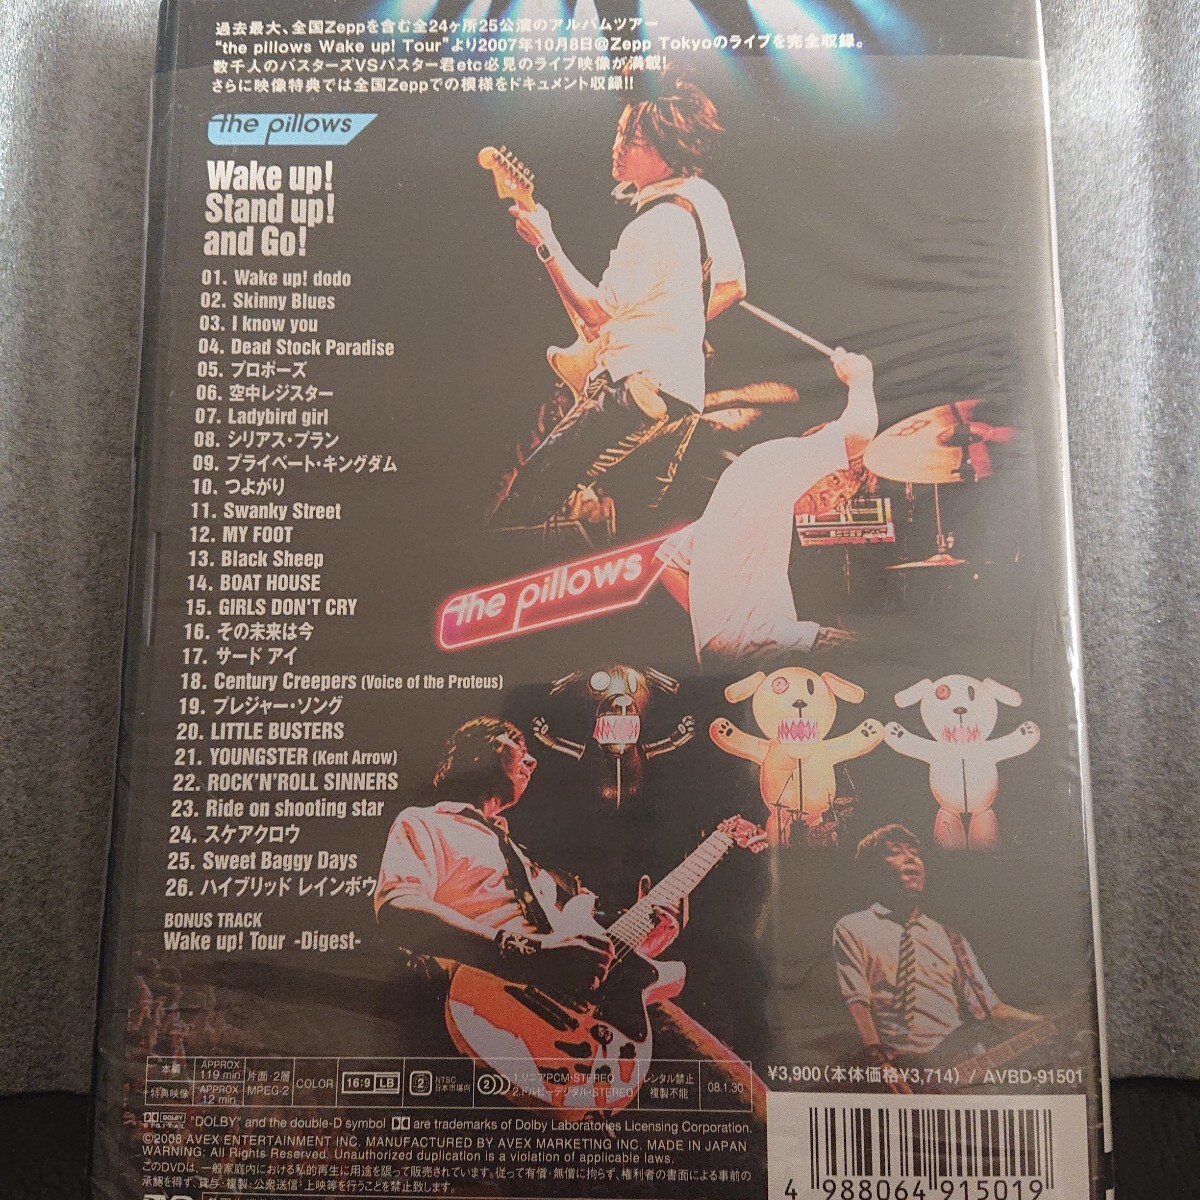 過去最大、全国Zeppを含む全24ヶ所25公演のアルバムツアー
"the pillows Wake up! Tour"より2007年10月8日@Zepp Tokyoのライブを完全収録。
数千人のバスターズVSバスター君etc必見のライブ映像が満載!
さらに映像特典では全国Zeppでの模様をドキュメント収録!!
the pillows
Wake up!
Stand up!
and Go!
01. Wake up! dodo
02. Skinny Blues
03. I know you
04. Dead Stock Paradise
05. プロポーズ
06. 空中レジスター
07. Ladybird girl
08. シリアス・プラン
09. プライベート・キングダム
10. つよがり
11. Swanky Street
12. MY FOOT
13. Black Sheep
14. BOAT HOUSE
15. GIRLS DON'T CRY
16. その未来は今
17. サード アイ
18. Century Creepers (Voice of the Proteus)
19. プレジャー・ソング
20. LITTLE BUSTERS
21. YOUNGSTER (Kent Arrow)
22. ROCK'N'ROLL SINNERS
23. Ride on shooting star
24. スケアクロウ
25. Sweet Baggy Days
26. ハイブリッド レインボウ
BONUS TRACK
Wake up! Tour -Digest-
the pillows
本編 APPROX 119 min
特典映像 APPROX 12 min
片面・2層 MPEG-2
COLOR
16:9 LB
2 NTSC 日本市場向
2 1.リニアPCM・STEREO
2.ドルビーデジタル・STEREO
レンタル禁止 複製不能
08.1.30
¥3,900(本体価格¥3,714) / AVBD-91501
DOLBY DIGITAL "DOLBY" and the double-D symbol are trademarks of Dolby Laboratories Licensing Corporation.
©2008 AVEX ENTERTAINMENT INC. MANUFACTURED BY AVEX MARKETING INC. MADE IN JAPAN
WARNING: All Rights Reserved. Unauthorized duplication is a violation of applicable laws.
このDVDは、一般家庭内における私的再生に用途を限って販売されています。従って有償・無償に拘らず、権利者の書面による事前の
承諾を得ず、貸与・複製・公衆送信・上映等を行うことを禁止致します。
4 988064 915019